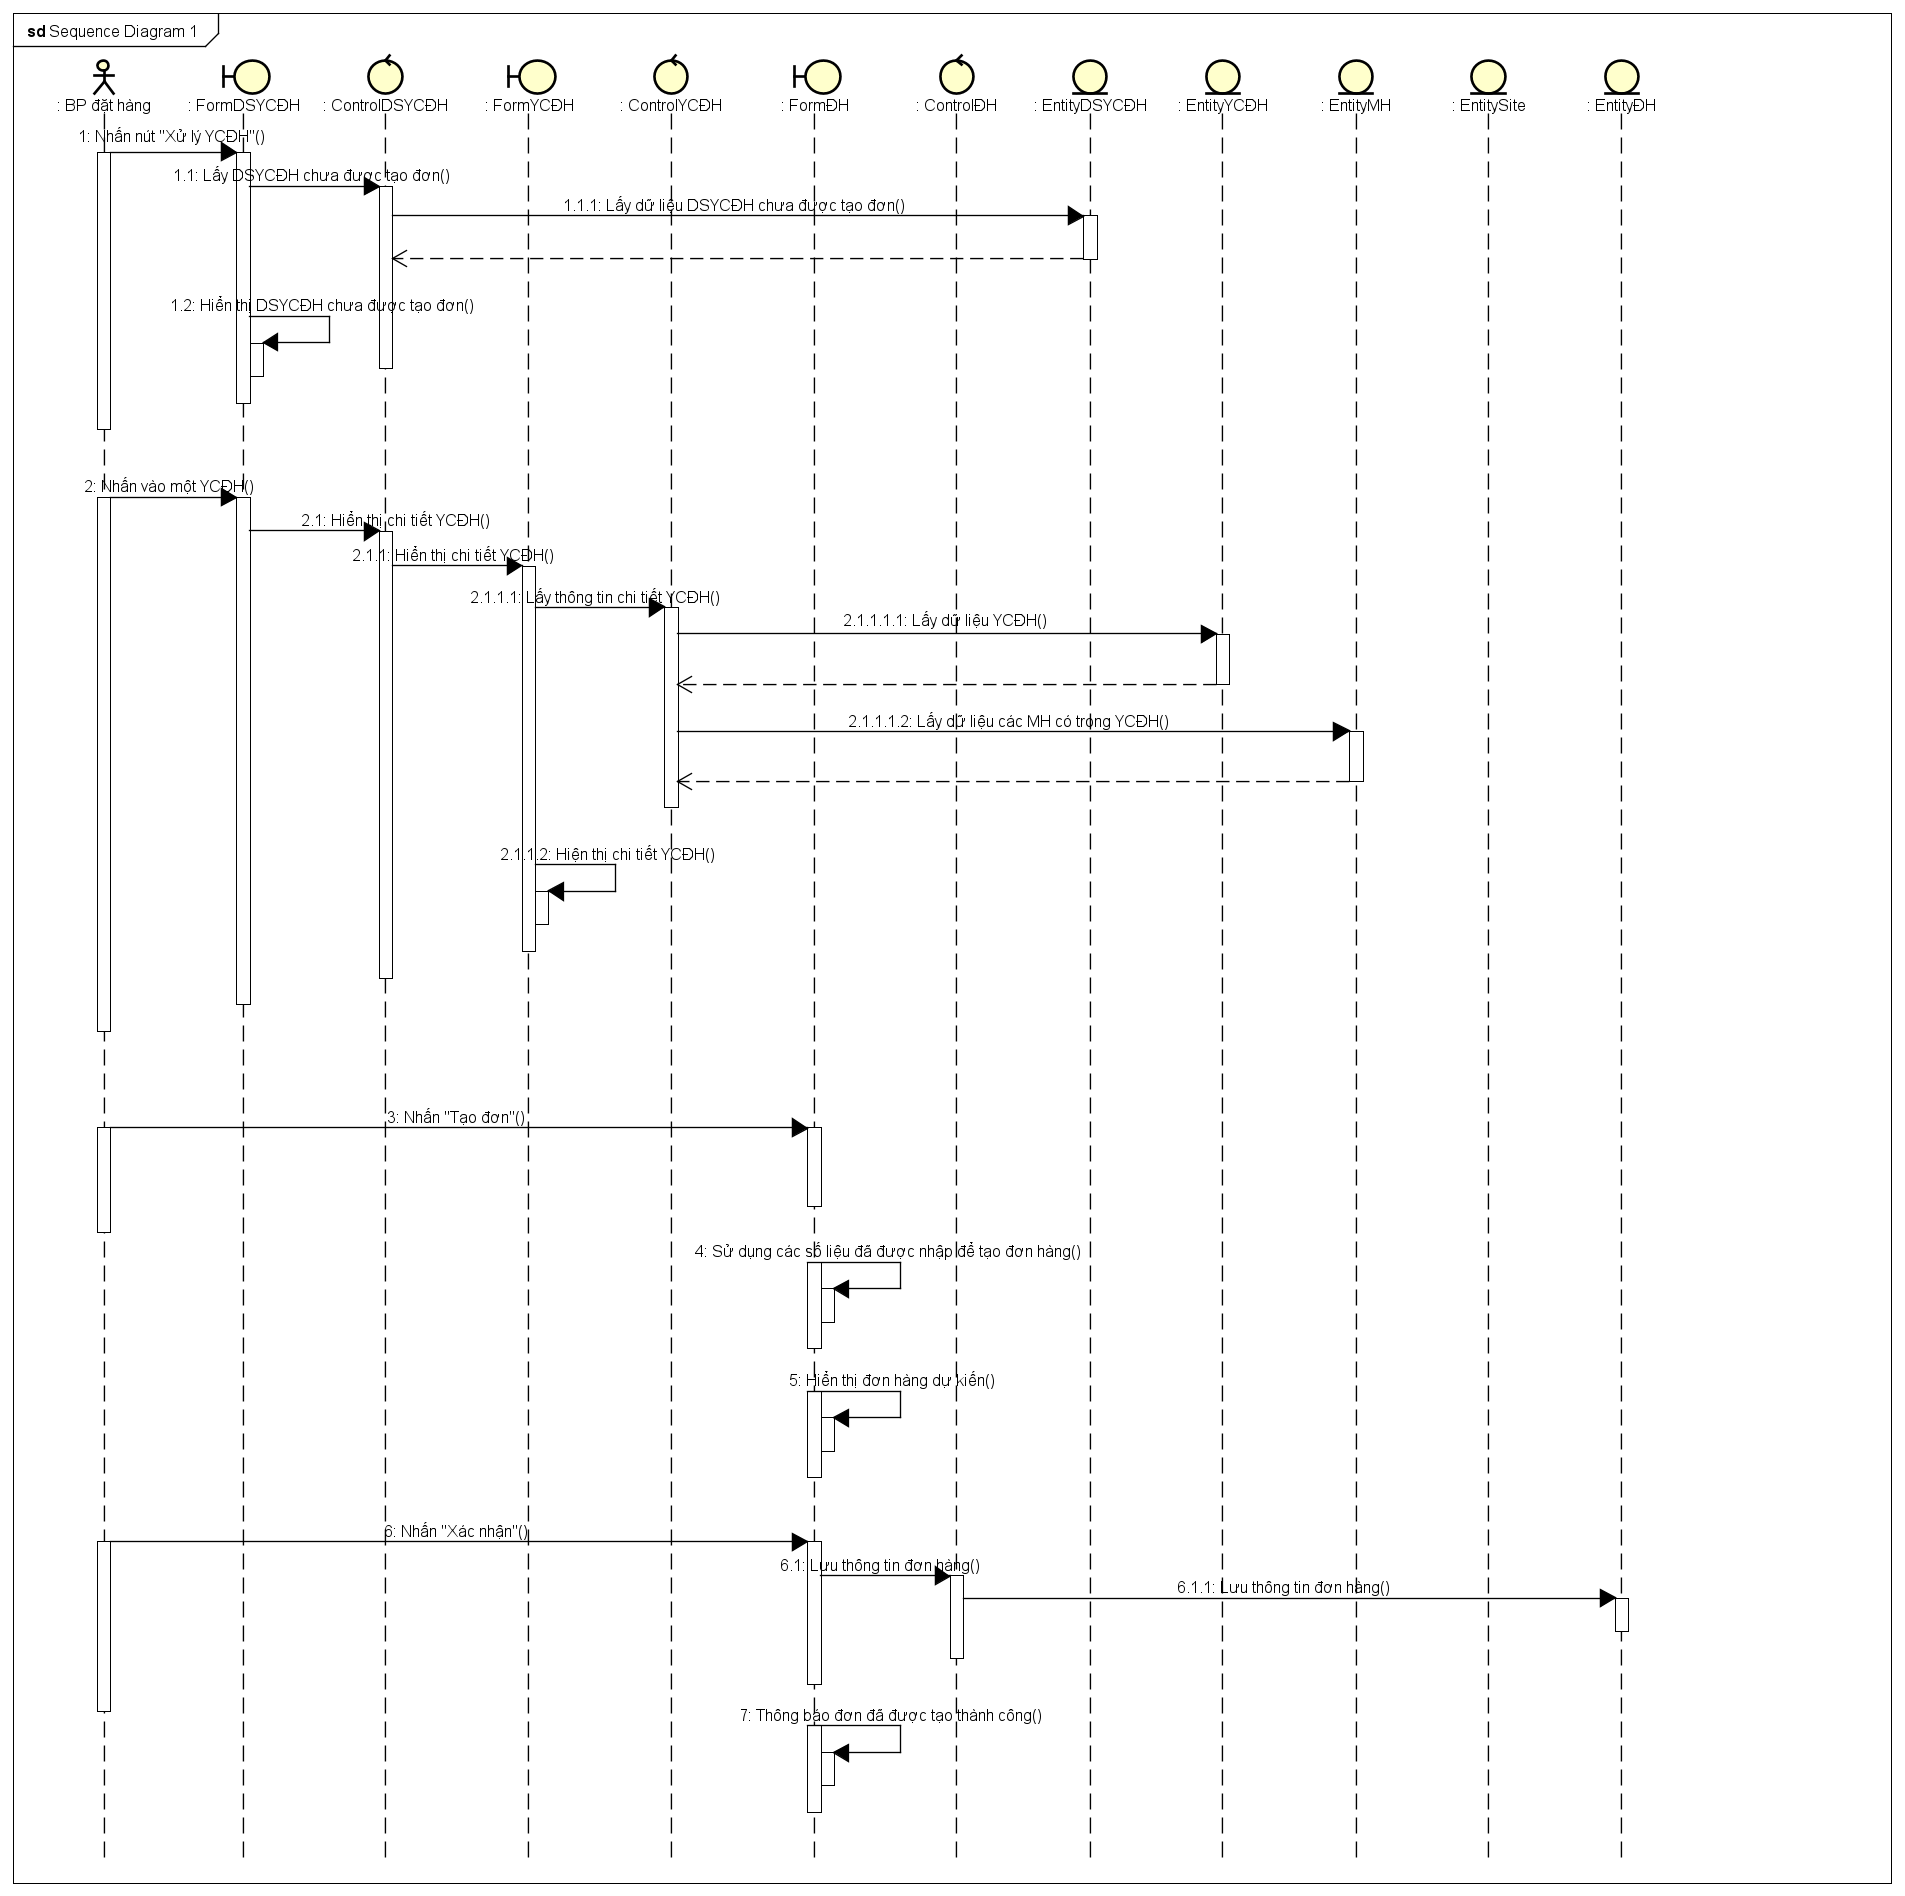 sd Sequence Diagram 1
: BP đặt hàng
: FormDSYCĐH
: ControlDSYCĐH
: FormYCĐH
: ControlYCĐH
: FormĐH
: ControlĐH
: EntityDSYCĐH
: EntityYCĐH
: EntityMH
: EntitySite
: EntityĐH
1: Nhấn nút "Xử lý YCĐH"()
1.1: Lấy DSYCĐH chưa được tạo đơn()
1.1.1: Lấy dữ liệu DSYCĐH chưa được tạo đơn()
1.2: Hiển thị DSYCĐH chưa được tạo đơn()
2: Nhấn vào một YCĐH()
2.1: Hiển thị chi tiết YCĐH()
2.1.1: Hiển thị chi tiết YCĐH()
2.1.1.1: Lấy thông tin chi tiết YCĐH()
2.1.1.1.1: Lấy dữ liệu YCĐH()
2.1.1.1.2: Lấy dữ liệu các MH có trong YCĐH()
2.1.1.2: Hiện thị chi tiết YCĐH()
3: Nhấn "Tạo đơn"()
4: Sử dụng các số liệu đã được nhập để tạo đơn hàng()
5: Hiển thị đơn hàng dự kiến()
6: Nhấn "Xác nhận"()
6.1: Lưu thông tin đơn hàng()
6.1.1: Lưu thông tin đơn hàng()
7: Thông báo đơn đã được tạo thành công()